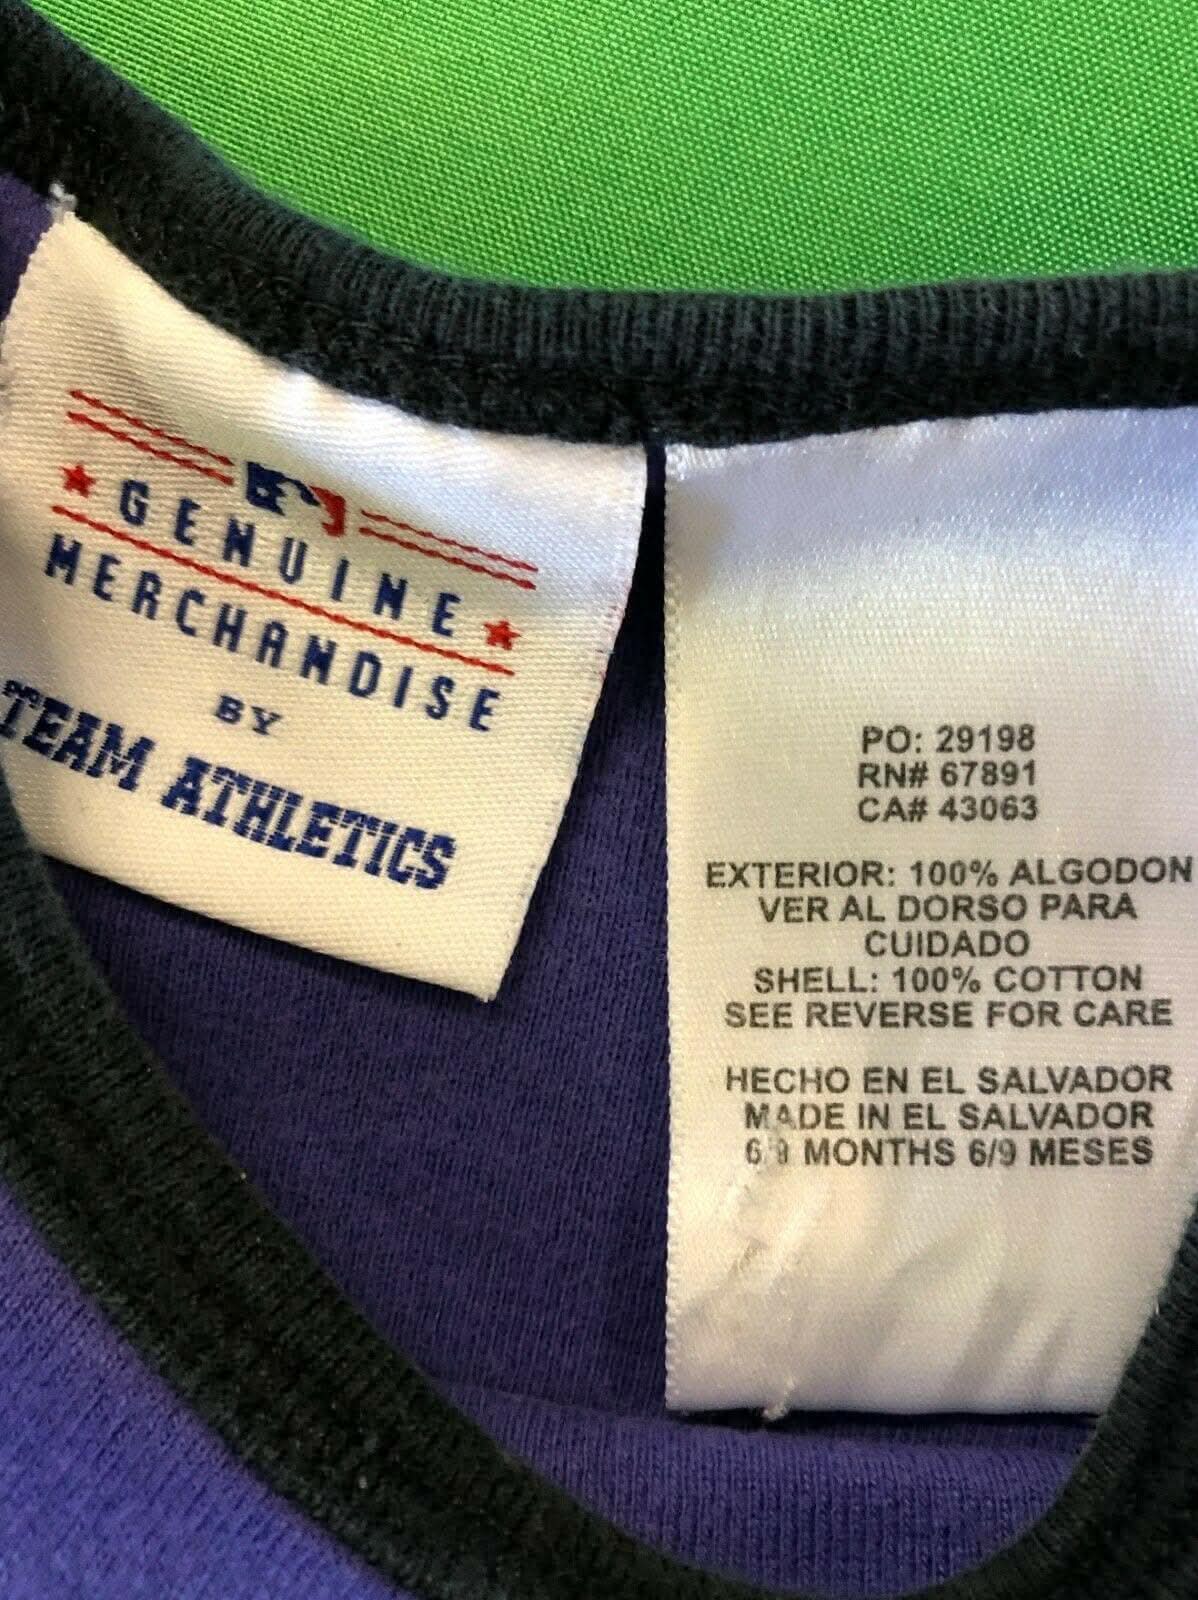 GENUINE
MERCHANDISE
BY
TEAM ATHLETICS
PO: 29198
RN# 67891
CA# 43063
EXTERIOR: 100% ALGODON
VER AL DORSO PARA
CUIDADO
SHELL: 100% COTTON
SEE REVERSE FOR CARE
HECHO EN EL SALVADOR
MADE IN EL SALVADOR
6/9 MONTHS 6/9 MESES